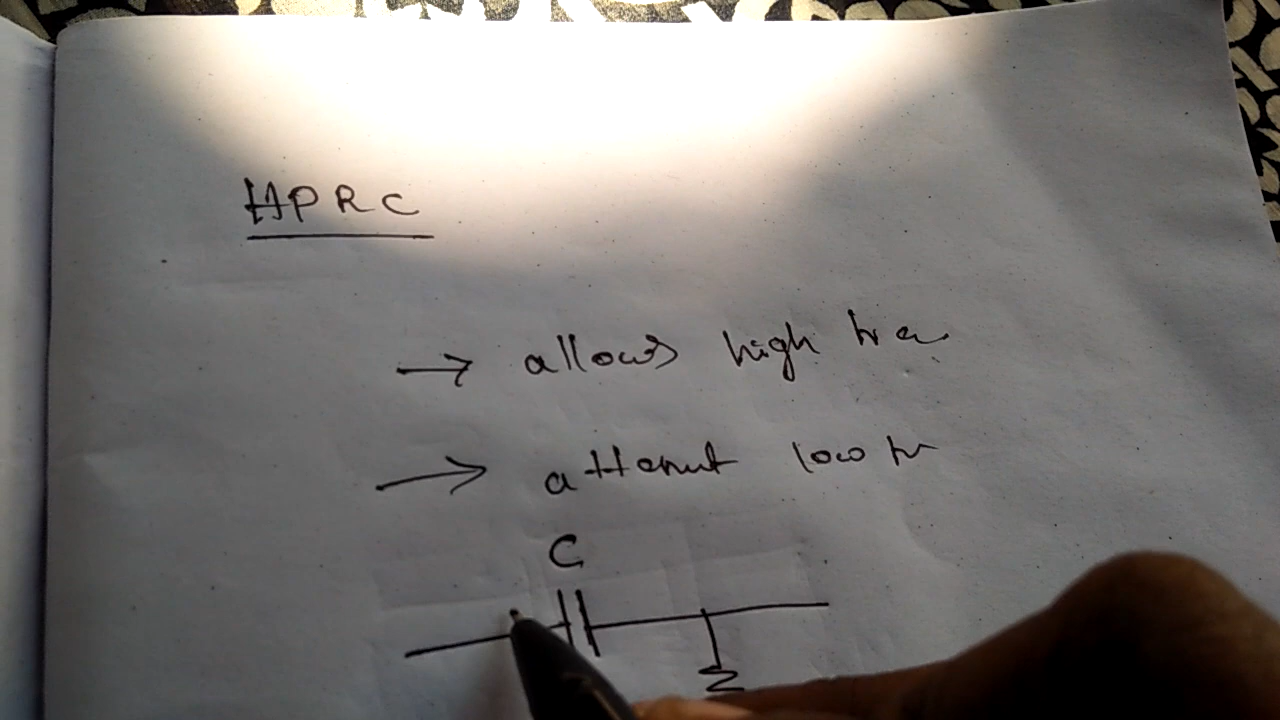 HPRC
→ allows high fre
→ attenut low fr
C